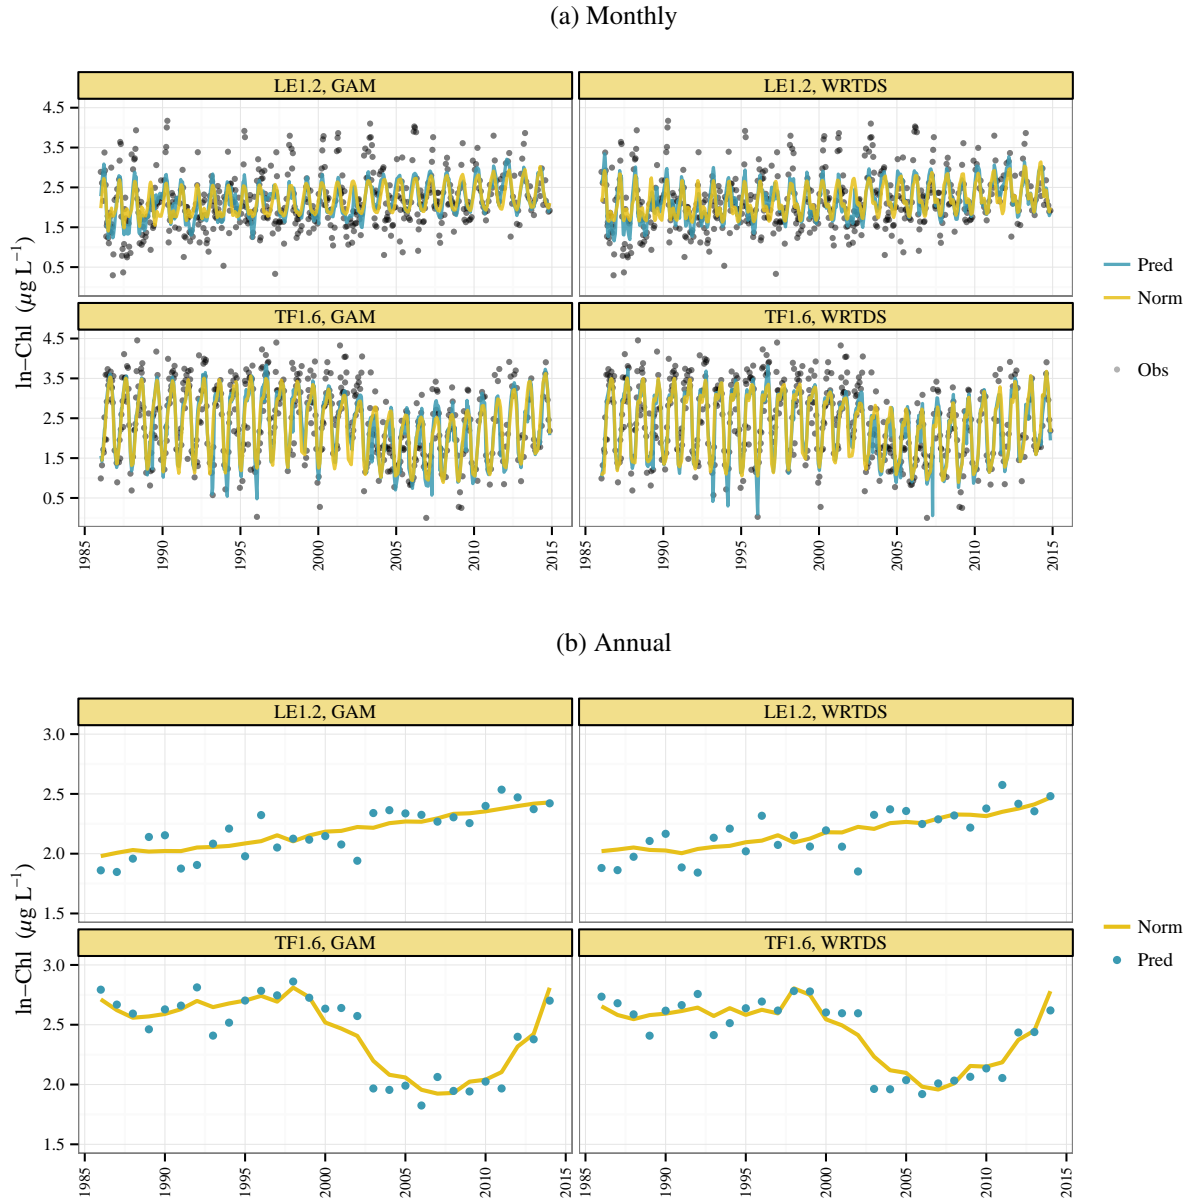 (a) Monthly
LE1.2, GAM
LE1.2, WRTDS
4.5
3.5
2.5
1.5
0.5
TF1.6, GAM
TF1.6, WRTDS
4.5
3.5
2.5
1.5
0.5
ln−Chl (μg L⁻¹)
1985
1990
1995
2000
2005
2010
2015
1985
1990
1995
2000
2005
2010
2015
Pred
Norm
Obs
(b) Annual
LE1.2, GAM
LE1.2, WRTDS
3.0
2.5
2.0
1.5
TF1.6, GAM
TF1.6, WRTDS
3.0
2.5
2.0
1.5
ln−Chl (μg L⁻¹)
1985
1990
1995
2000
2005
2010
2015
1985
1990
1995
2000
2005
2010
2015
Norm
Pred